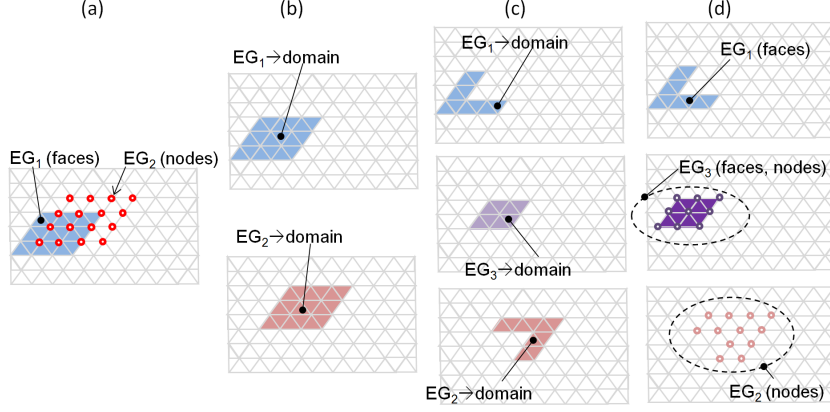 (a)
(b)
(c)
(d)
EG₁ (faces)
EG₂ (nodes)
EG₁→domain
EG₂→domain
EG₁→domain
EG₃→domain
EG₂→domain
EG₁ (faces)
EG₃ (faces, nodes)
EG₂ (nodes)